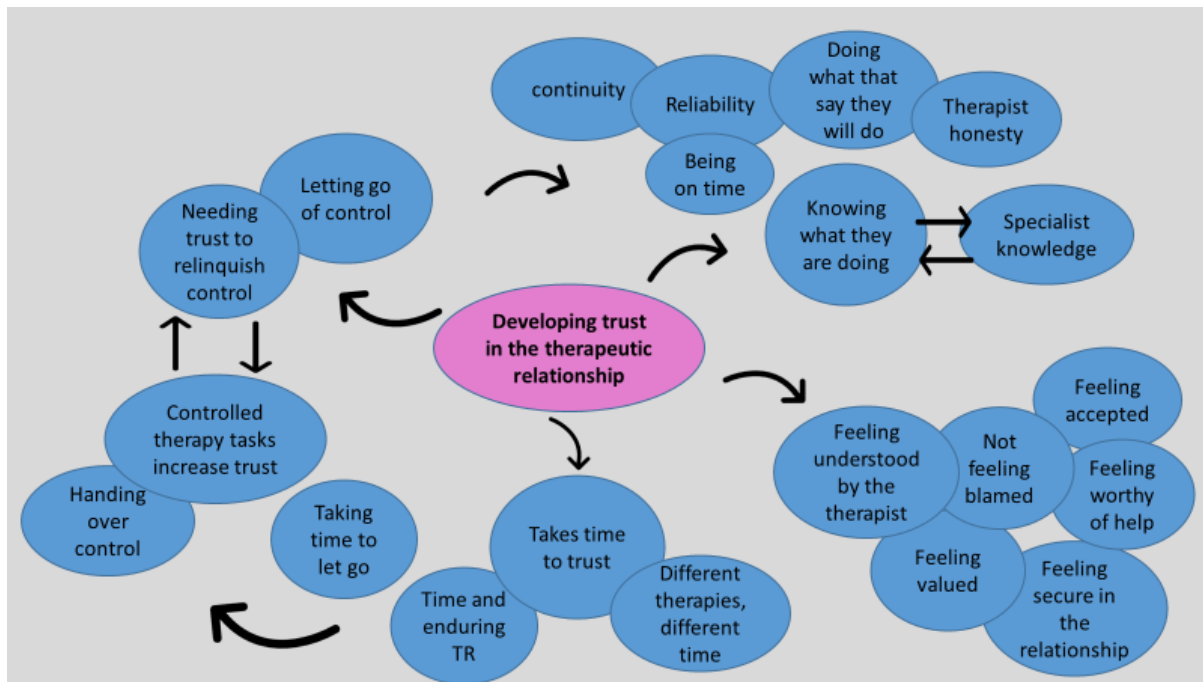 continuity
Reliability
Doing
what that
say they
will do
Therapist
honesty
Being
on time
Letting go
of control
Needing
trust to
relinquish
control
Knowing
what they
are doing
Specialist
knowledge
Developing trust
in the therapeutic
relationship
Controlled
therapy tasks
increase trust
Handing
over
control
Taking
time to
let go
Takes time
to trust
Time and
enduring
TR
Different
therapies,
different
time
Feeling
understood
by the
therapist
Not
feeling
blamed
Feeling
accepted
Feeling
worthy
of help
Feeling
valued
Feeling
secure in
the
relationship